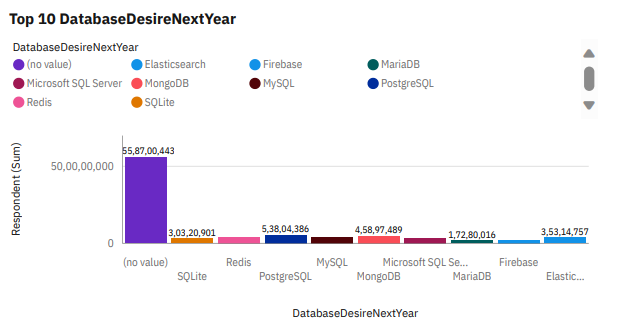 Top 10 DatabaseDesireNextYear
DatabaseDesireNextYear
(no value) Elasticsearch Firebase MariaDB
Microsoft SQL Server MongoDB MySQL PostgreSQL
Redis SQLite
Respondent (Sum)
50,00,00,000
0
55,87,00,443
3,03,20,901
5,38,04,386
4,58,97,489
1,72,80,016
3,53,14,757
(no value) Redis MySQL Microsoft SQL Se... Firebase
SQLite PostgreSQL MongoDB MariaDB Elastic...
DatabaseDesireNextYear